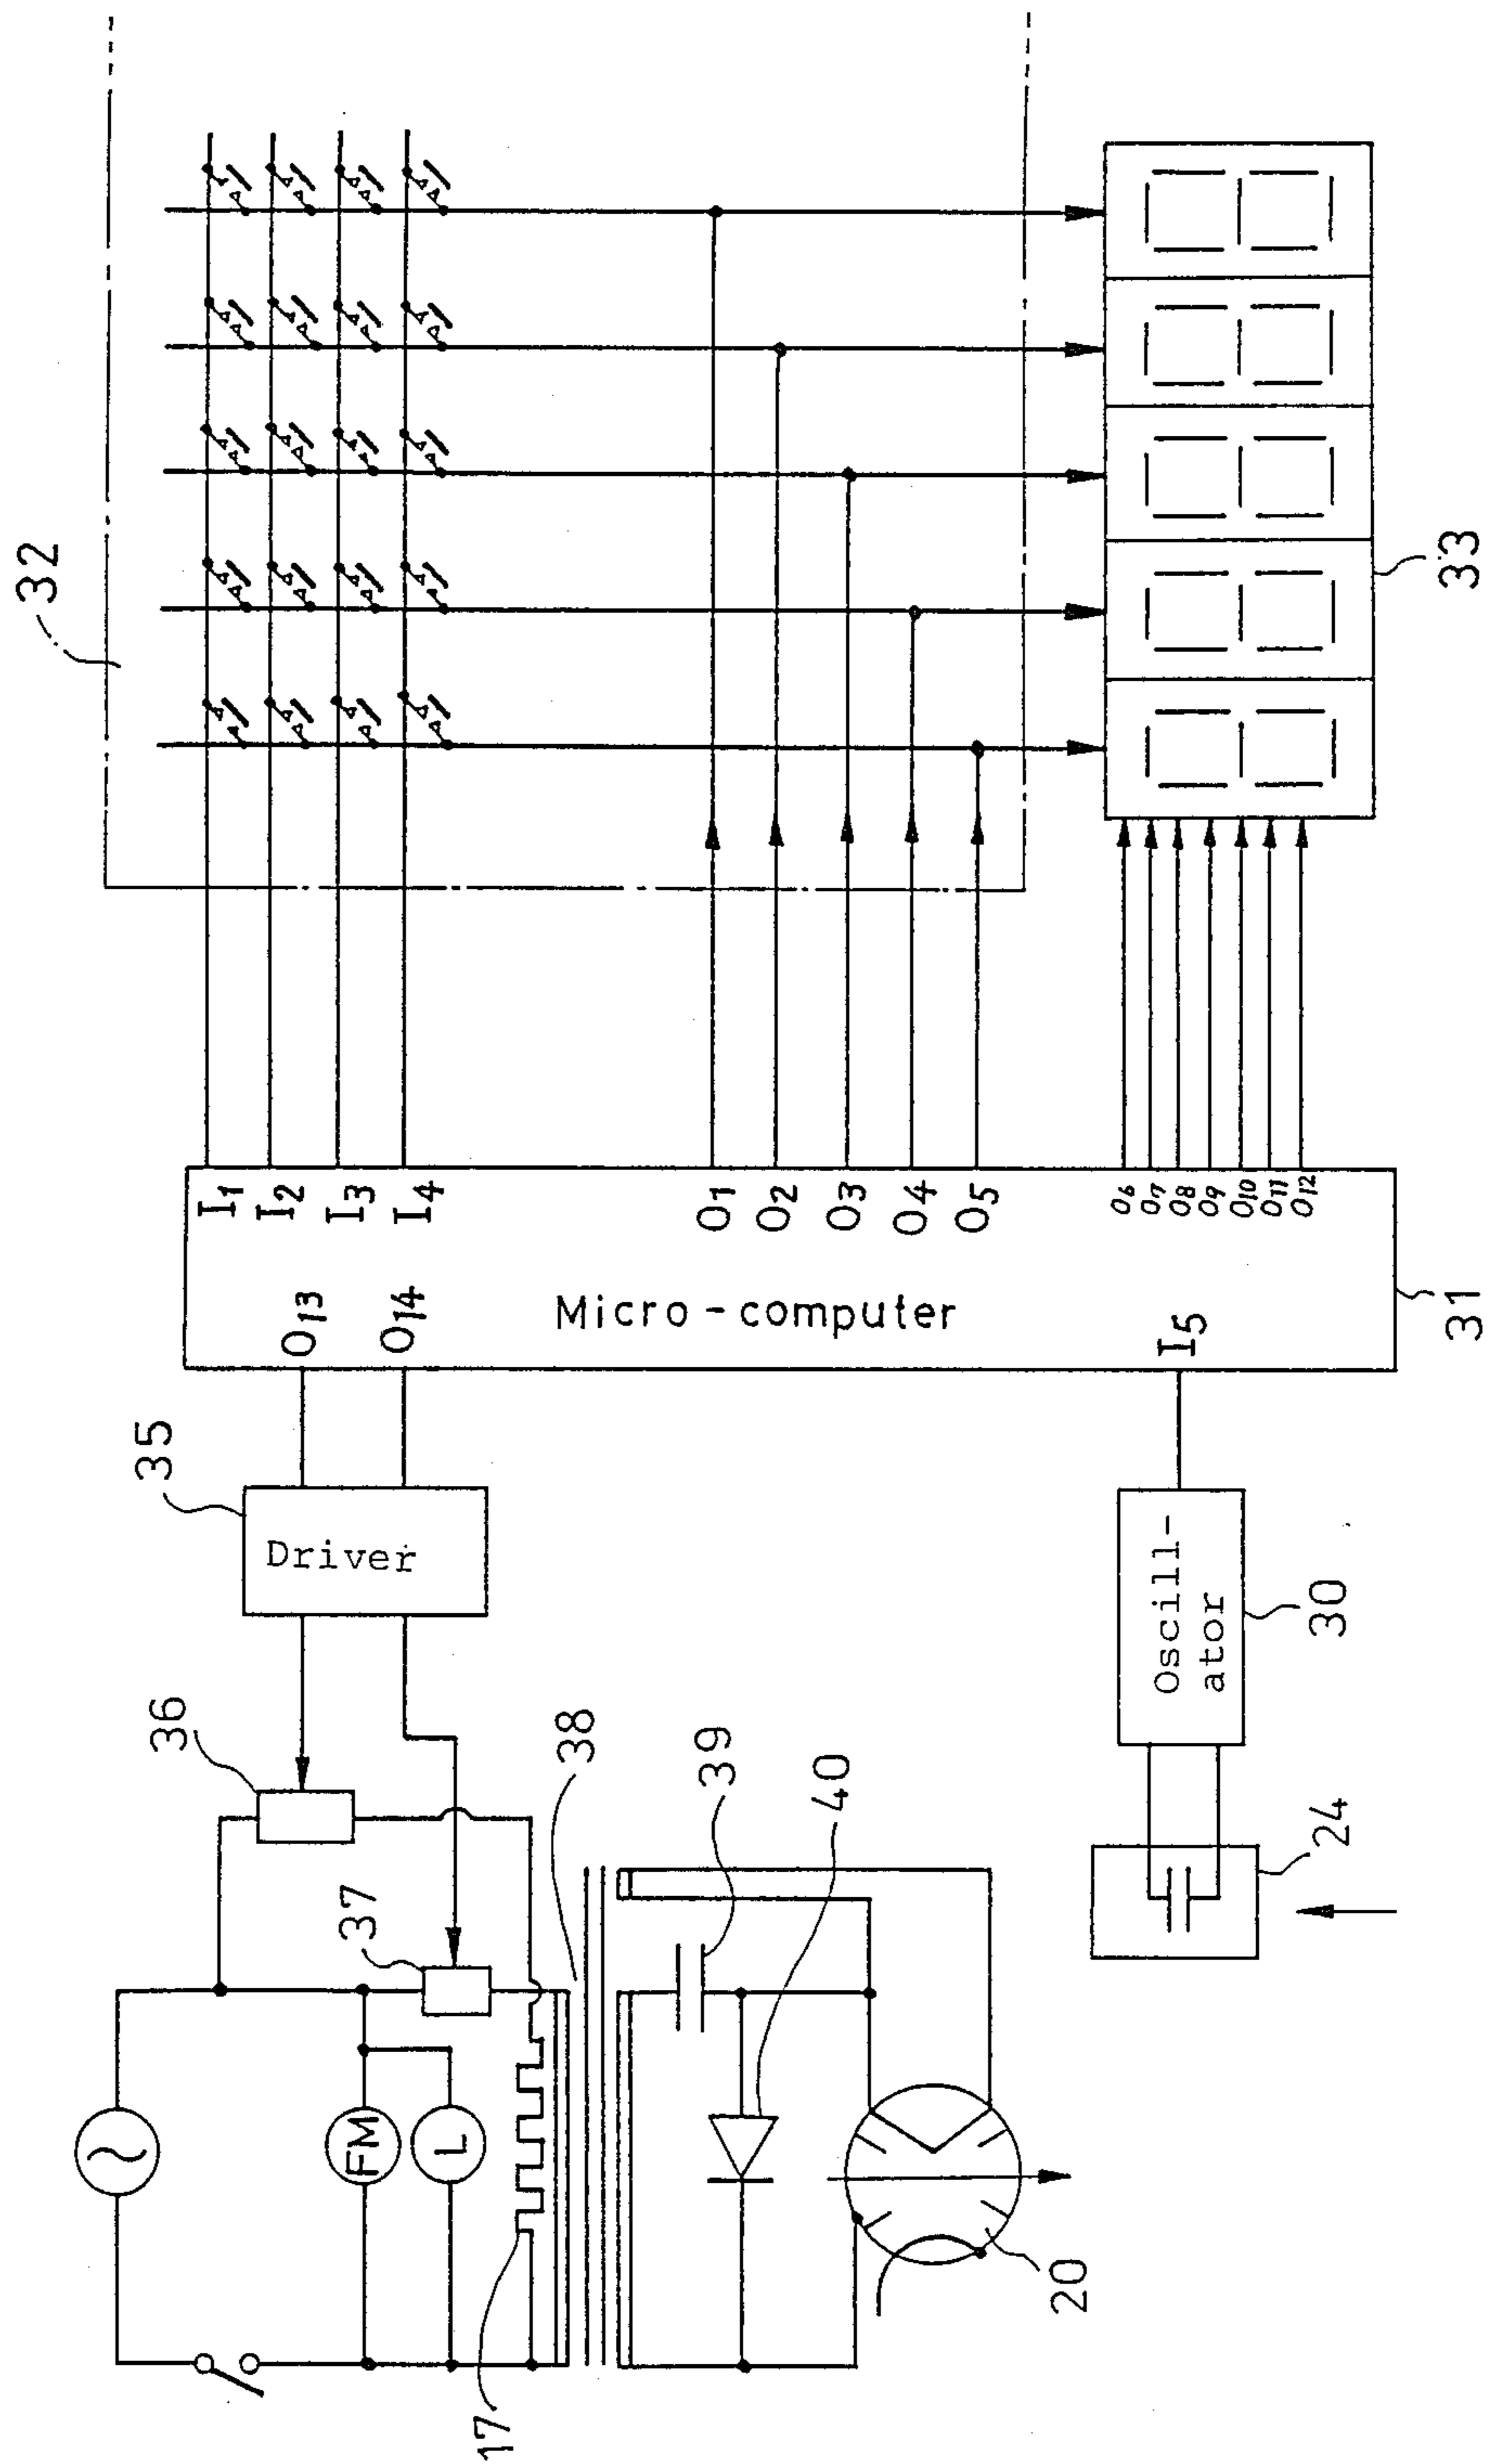 32
I1
I2
I3
I4
O1
O2
O3
O4
O5
O6
O7
O8
O9
O10
O11
O12
33
O13
O14
Micro-computer
I5
31
35
Driver
Oscill-
ator
30
36
37
38
39
40
24
FM
L
17
20